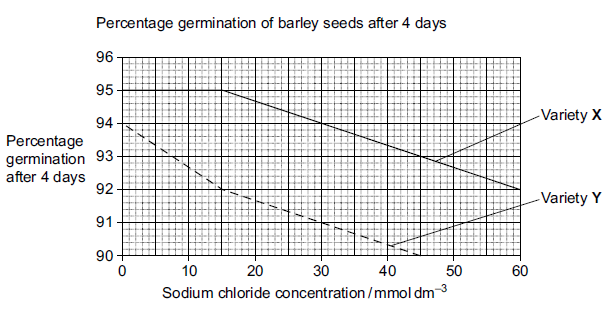 Percentage germination of barley seeds after 4 days
96
95
94
93
92
91
90
Percentage
germination
after 4 days
Variety X
Variety Y
0 10 20 30 40 50 60
Sodium chloride concentration / mmol dm⁻³